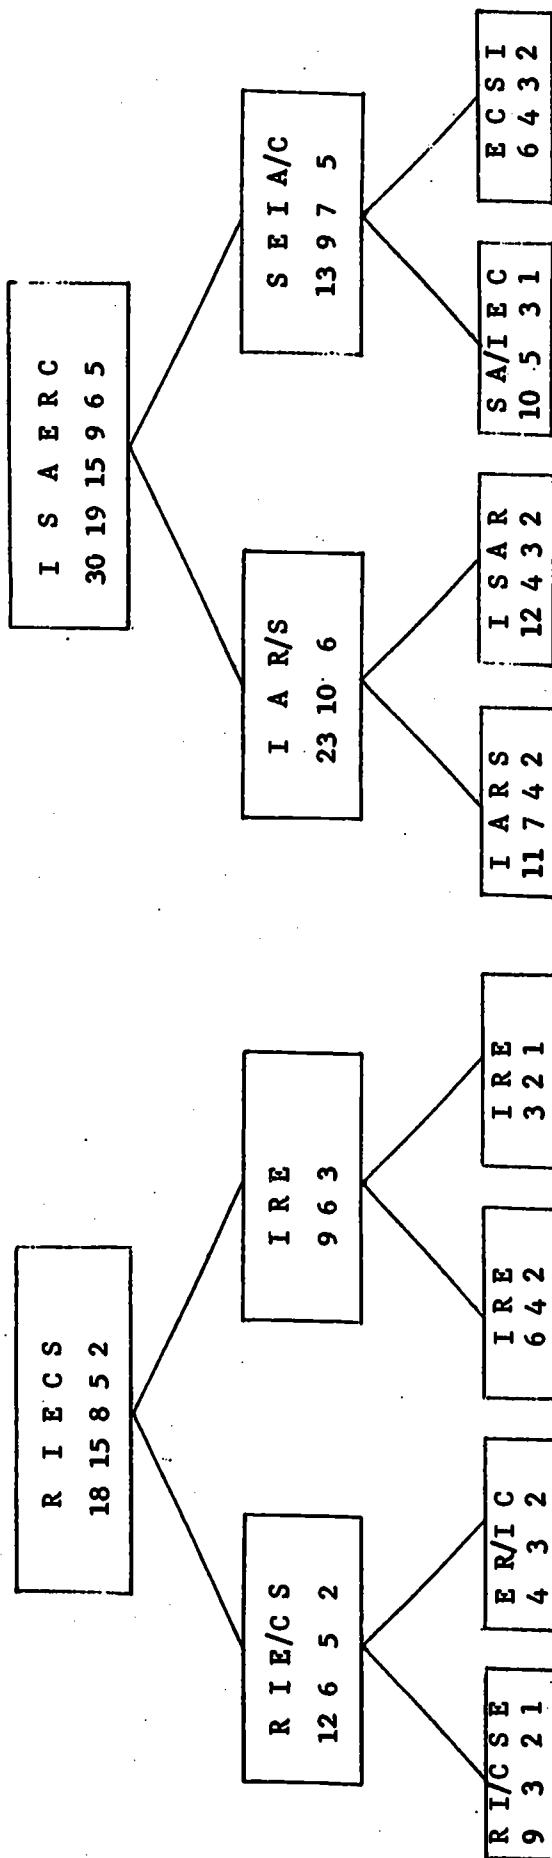 R I E C S
18 15 8 5 2
I S A E R C
30 19 15 9 6 5
R I E/C S
12 6 5 2
I R E
9 6 3
I A R/S
23 10 6
S E I A/C
13 9 7 5
R I/C S E
9 3 2 1
E R/I C
4 3 2
I R E
6 4 2
I R E
3 2 1
I A R S
11 7 4 2
I S A R
12 4 3 2
S A/I E C
10 5 3 1
E C S I
6 4 3 2